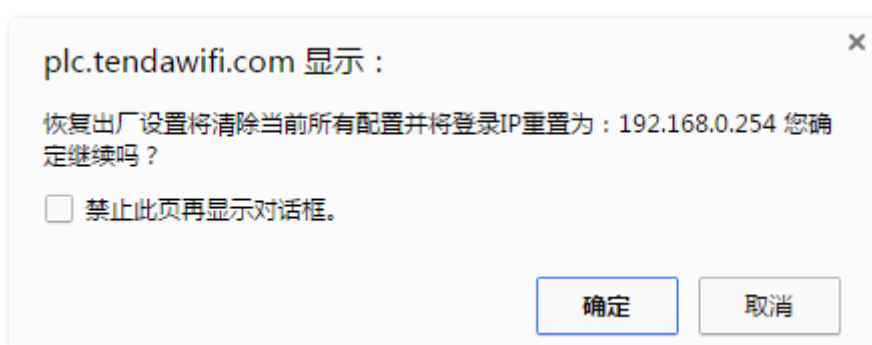 plc.tendawifi.com 显示：
恢复出厂设置将清除当前所有配置并将登录IP重置为：192.168.0.254 您确
定继续吗？
禁止此页再显示对话框。
确定 取消